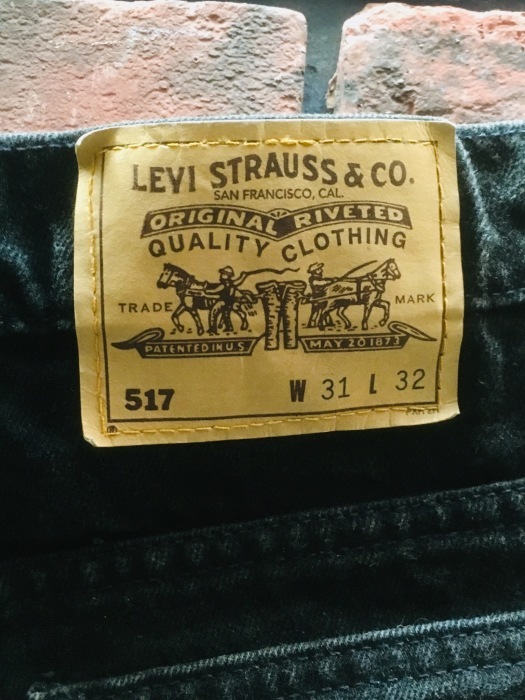 LEVI STRAUSS & CO.
SAN FRANCISCO, CAL.
ORIGINAL RIVETED
QUALITY CLOTHING
TRADE MARK
PATENTED IN U.S. MAY 20 1873
517 W 31 L 32